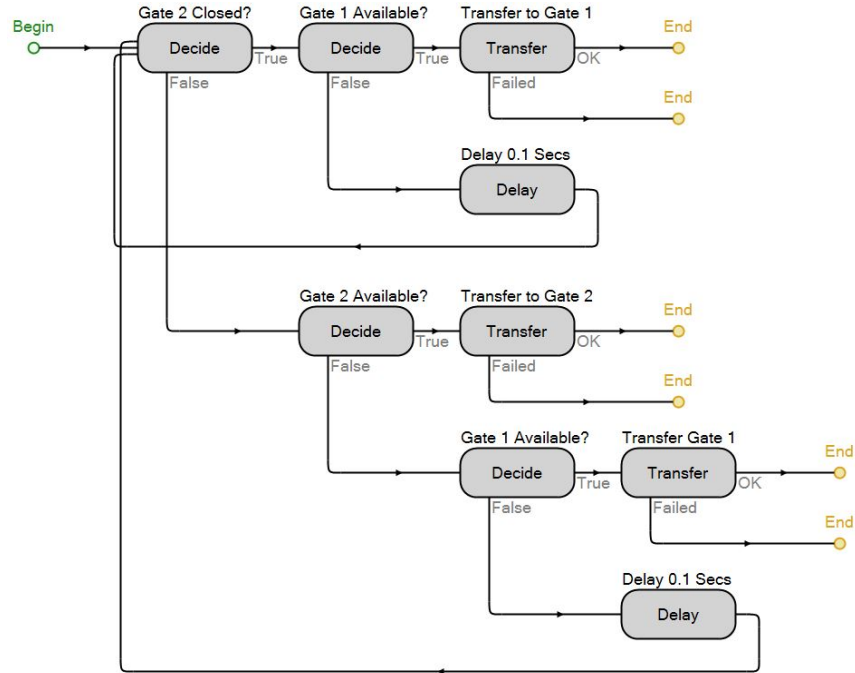 Gate 2 Closed?
Gate 1 Available?
Transfer to Gate 1
Begin
End
Decide
Decide
Transfer
True
True
OK
False
False
Failed
End
Delay 0.1 Secs
Delay
Gate 2 Available?
Transfer to Gate 2
End
Decide
Transfer
True
OK
False
Failed
End
Gate 1 Available?
Transfer Gate 1
End
Decide
Transfer
True
OK
False
Failed
End
Delay 0.1 Secs
Delay